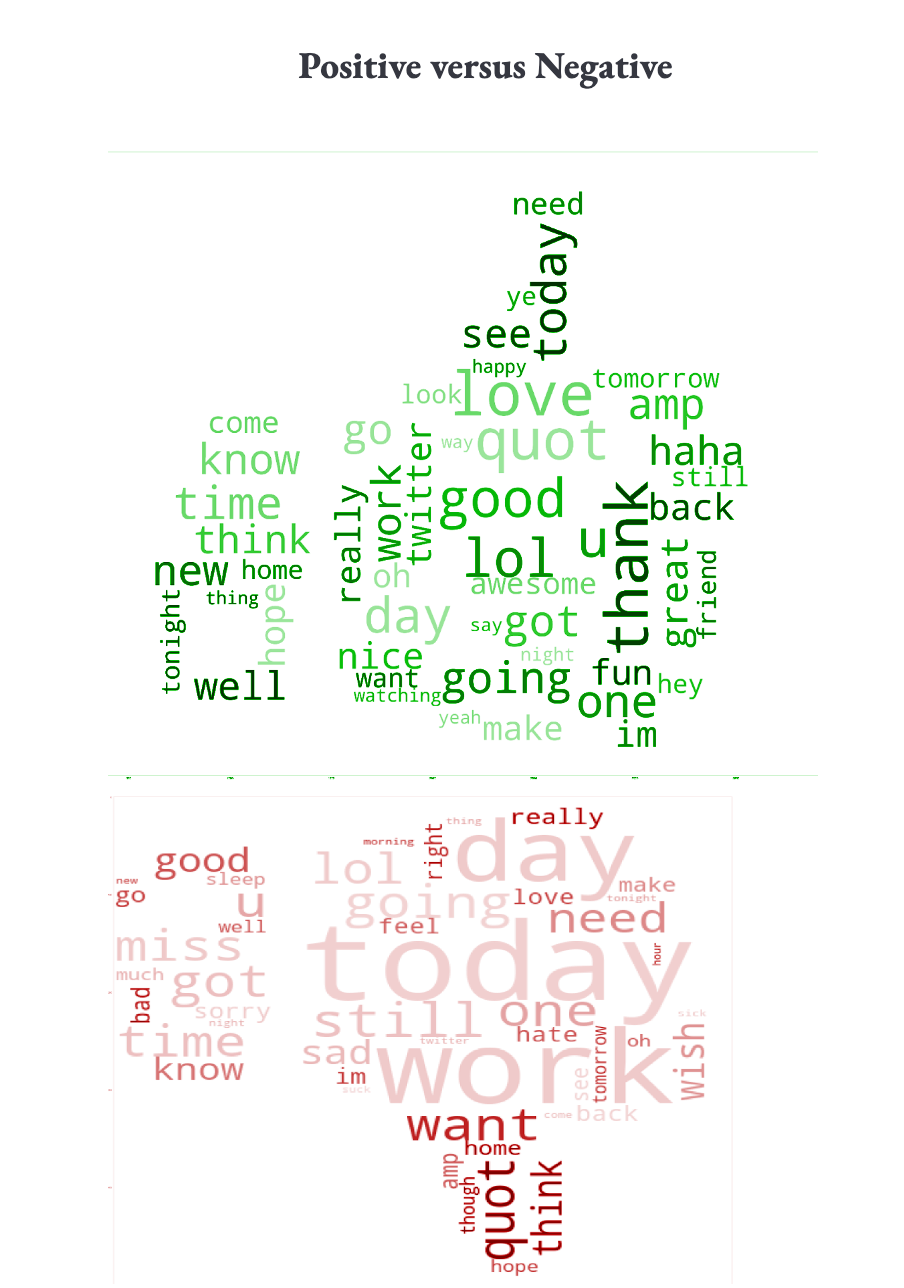 Positive versus Negative
need
today
ye
see
happy
love
tomorrow
look
amp
come
go
twitter
way
quot
haha
know
still
work
good
thank
back
time
really
think
u
lol
great
friend
new
home
oh
awesome
thing
hope
tonight
day
say
got
nice
night
well
want
going
fun
hey
watching
one
yeah
make
im
really
thing
day
right
morning
good
lol
new
sleep
make
go
u
going
love
tonight
need
well
feel
today
miss
hour
much
got
bad
sorry
still
one
sick
night
time
twitter
hate
tomorrow
oh
wish
sad
work
know
im
see
suck
want
come
back
home
amp
though
quot
think
hope